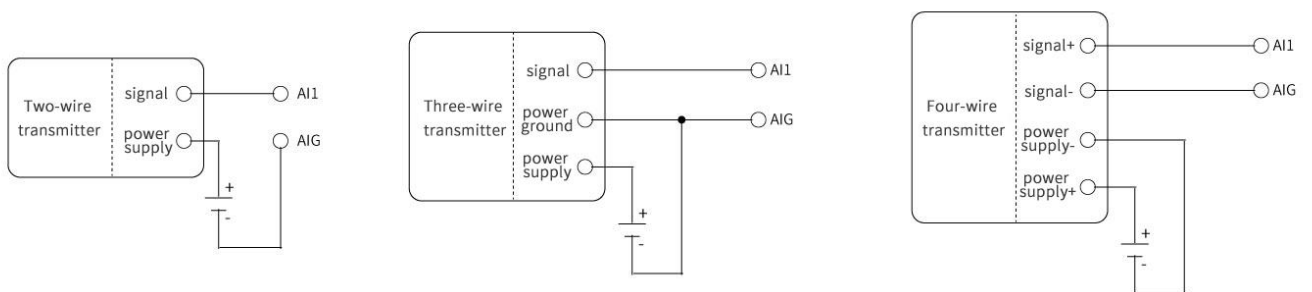 Two-wire
transmitter
signal
power
supply
AI1
AIG
+
-
Three-wire
transmitter
signal
power
ground
power
supply
AI1
AIG
+
-
Four-wire
transmitter
signal+
signal-
power
supply-
power
supply+
AI1
AIG
+
-